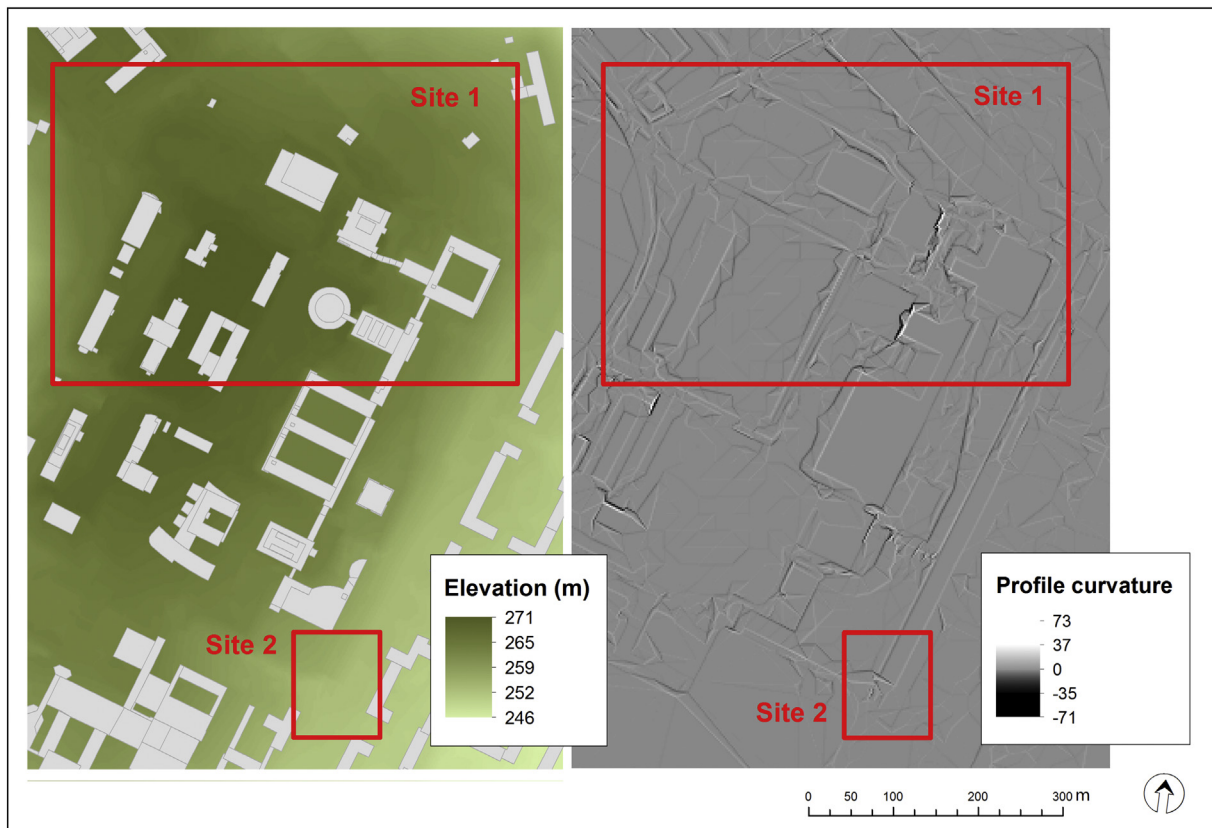 Site 1
Site 1
Site 2
Elevation (m)
271
265
259
252
246
Site 2
Profile curvature
73
37
0
-35
-71
0 50 100 200 300 m